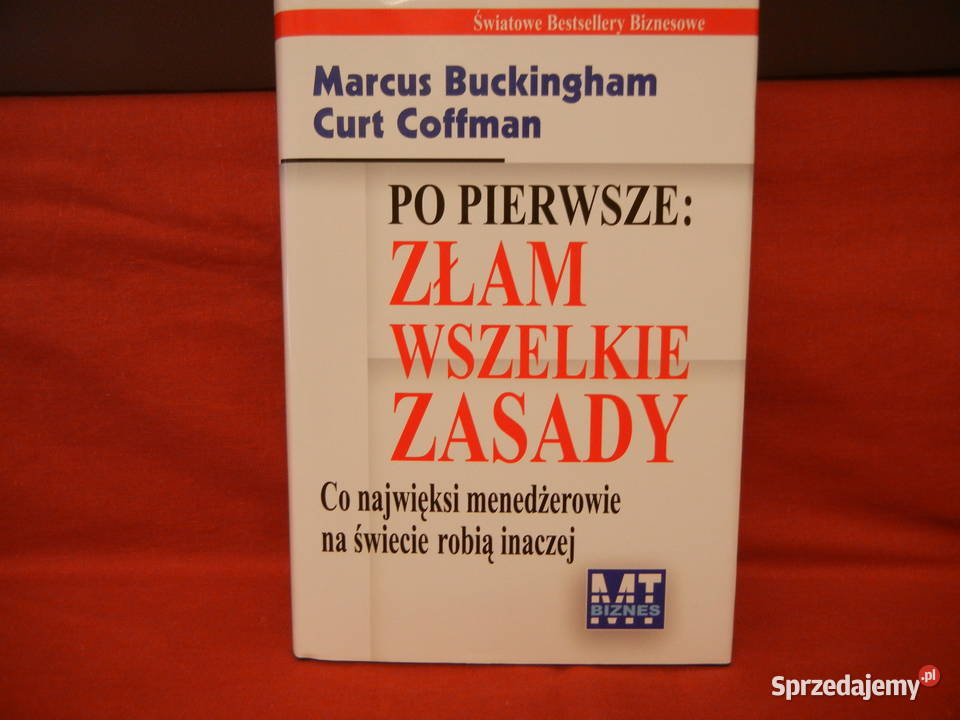 Światowe Bestsellery Biznesowe
Marcus Buckingham
Curt Coffman
PO PIERWSZE:
ZŁAM
WSZELKIE
ZASADY
Co najwięksi menedżerowie
na świecie robią inaczej
MT
BIZNES
Sprzedajemy.pl